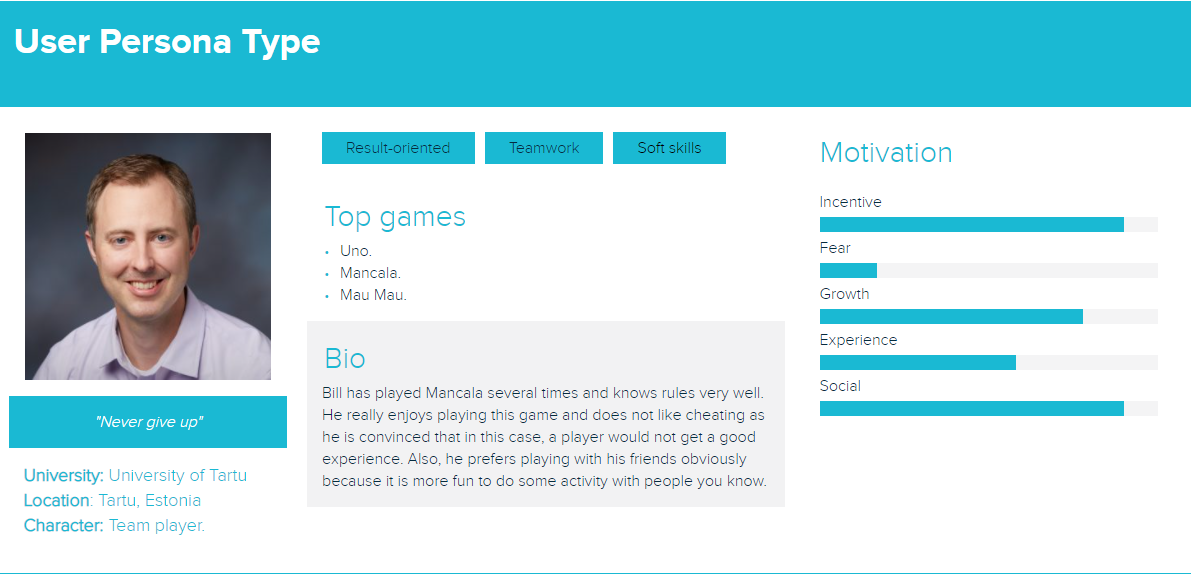 User Persona Type
"Never give up"
University: University of Tartu
Location: Tartu, Estonia
Character: Team player.
Result-oriented
Teamwork
Soft skills
Top games
Uno.
Mancala.
Mau Mau.
Bio
Bill has played Mancala several times and knows rules very well.
He really enjoys playing this game and does not like cheating as
he is convinced that in this case, a player would not get a good
experience. Also, he prefers playing with his friends obviously
because it is more fun to do some activity with people you know.
Motivation
Incentive
Fear
Growth
Experience
Social